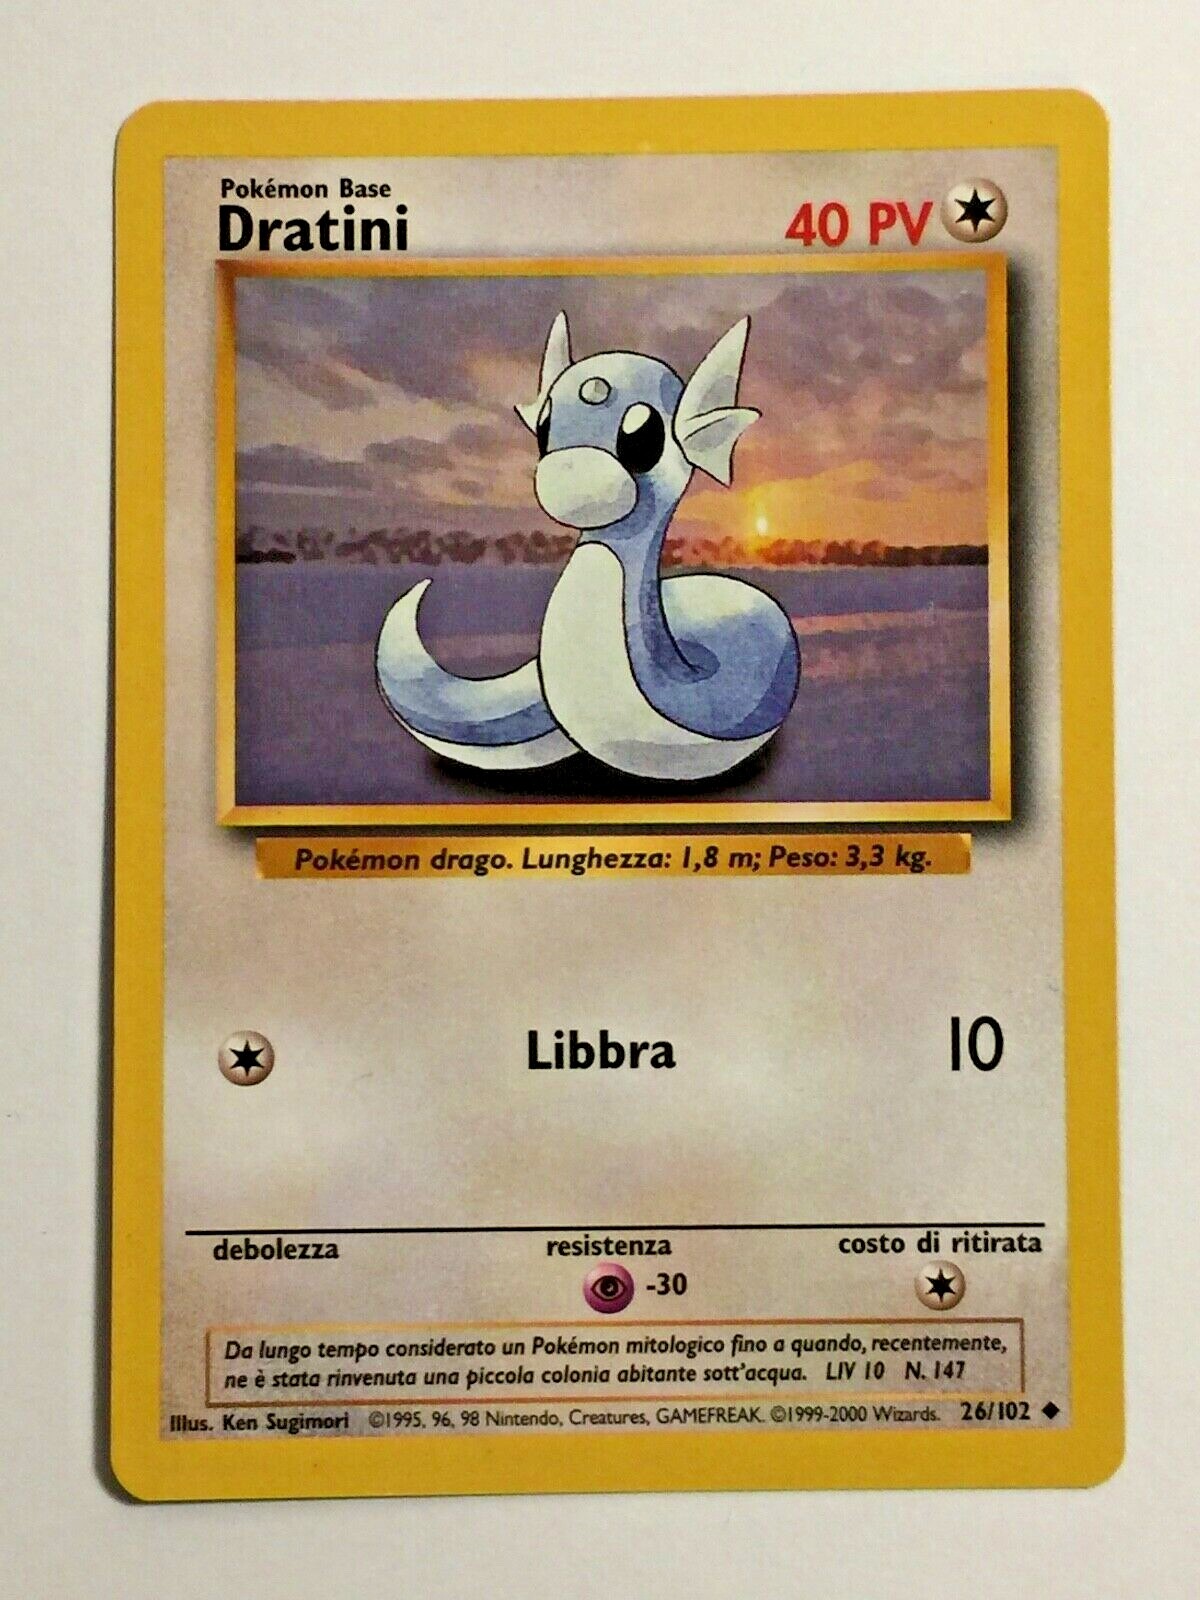 Pokémon Base
Dratini
40 PV
Pokémon drago. Lunghezza: 1,8 m; Peso: 3,3 kg.
Libbra 10
debolezza resistenza costo di ritirata
-30
Da lungo tempo considerato un Pokémon mitologico fino a quando, recentemente,
ne è stata rinvenuta una piccola colonia abitante sott'acqua. LIV 10 N. 147
Illus. Ken Sugimori ©1995, 96, 98 Nintendo, Creatures, GAMEFREAK. ©1999-2000 Wizards. 26/102